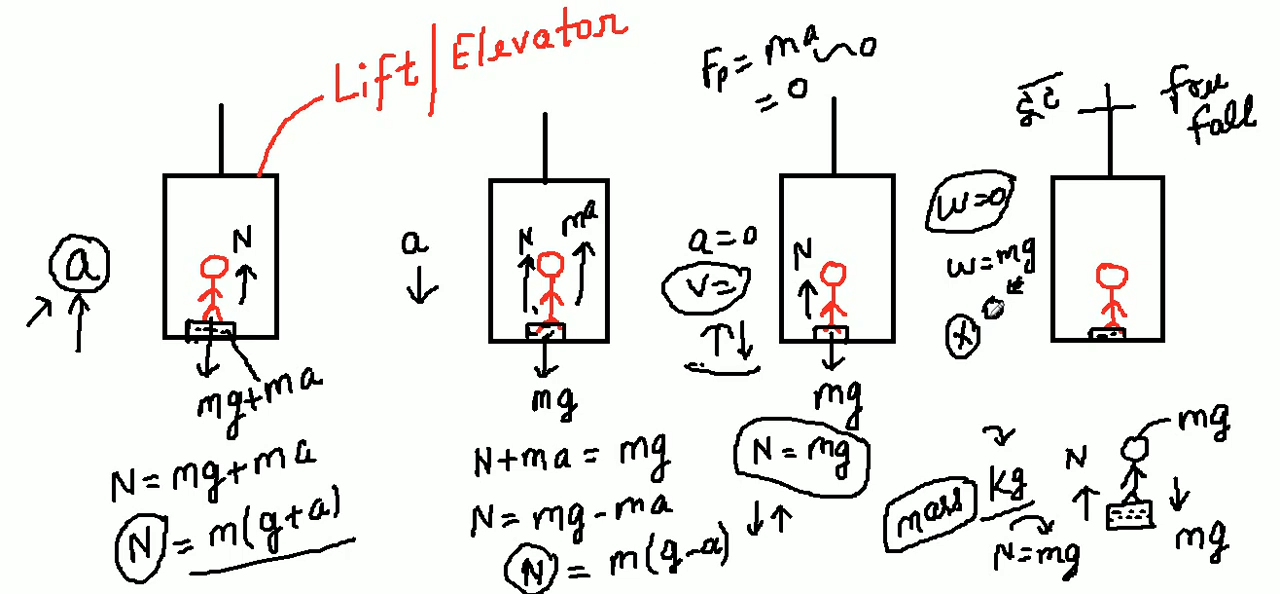 Lift/Elevator
Fp = ma 0
= 0
fall
N
a
a
N
ma
a=0
v=
N
w=0
w=mg
mg+ma
mg
mg
N=mg+ma
N = m(g+a)
N+ma = mg
N=mg-ma
N = m(g-a)
N = mg
mass
kg
N=mg
N
mg
mg